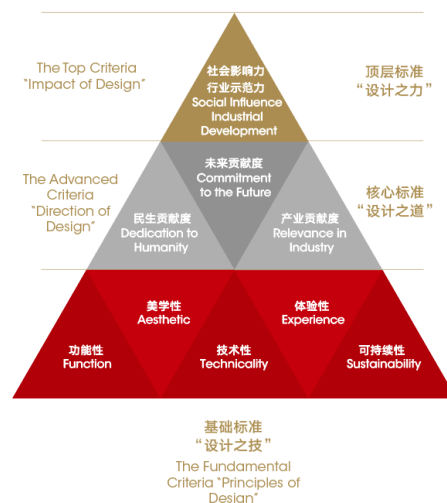 The Top Criteria
"Impact of Design"
社会影响力
行业示范力
Social Influence
Industrial
Development
顶层标准
“设计之力”
The Advanced
Criteria
"Direction of
Design"
未来贡献度
Commitment
to the Future
民生贡献度
Dedication to
Humanity
产业贡献度
Relevance in
Industry
核心标准
“设计之道”
美学性
Aesthetic
体验性
Experience
功能性
Function
技术性
Technicality
可持续性
Sustainability
基础标准
“设计之技”
The Fundamental
Criteria "Principles of
Design"